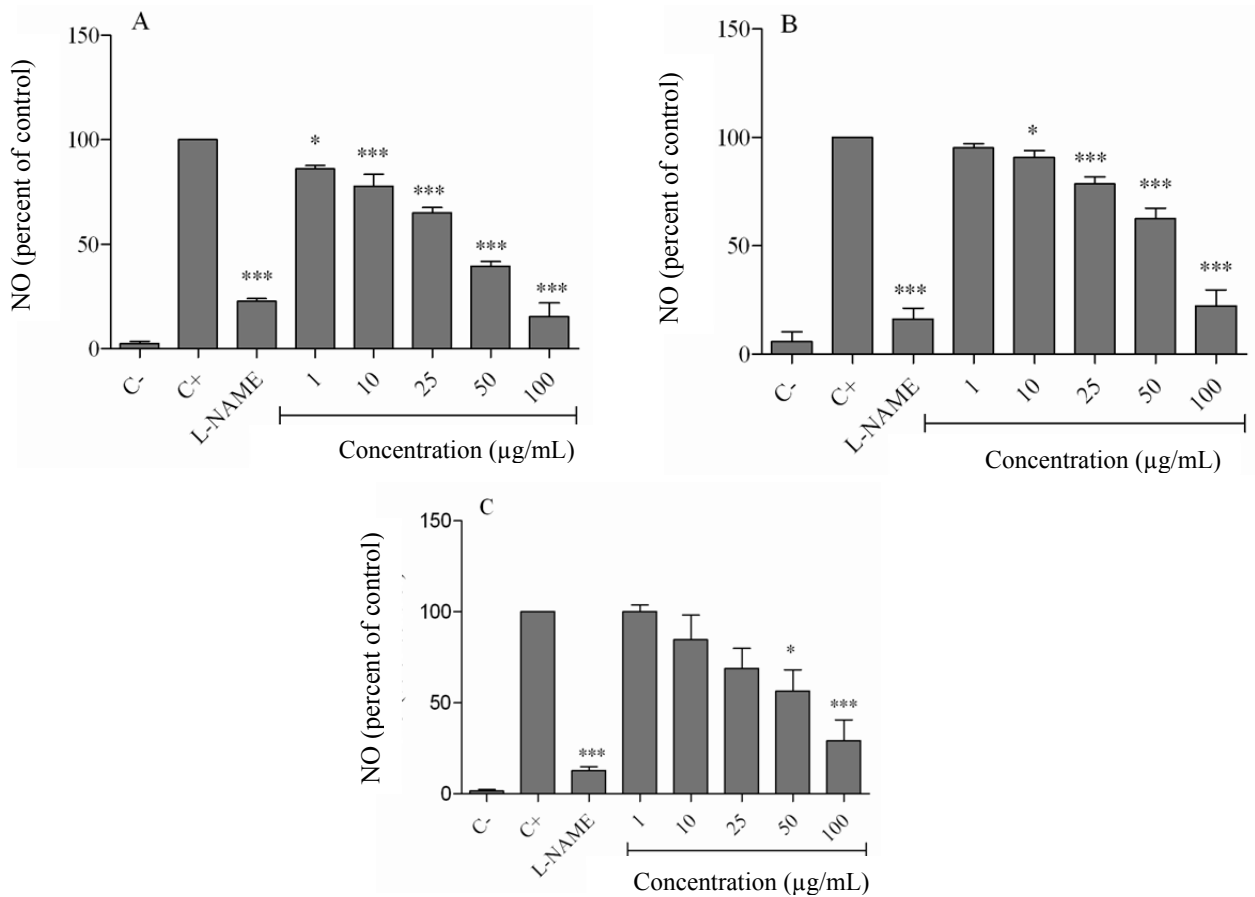 A
NO (percent of control)
150
100
50
0
*
***
***
***
***
***
C-
C+
L-NAME
1
10
25
50
100
Concentration (µg/mL)
B
NO (percent of control)
150
100
50
0
***
*
***
***
***
C-
C+
L-NAME
1
10
25
50
100
Concentration (µg/mL)
C
NO (percent of control)
150
100
50
0
***
*
***
C-
C+
L-NAME
1
10
25
50
100
Concentration (µg/mL)